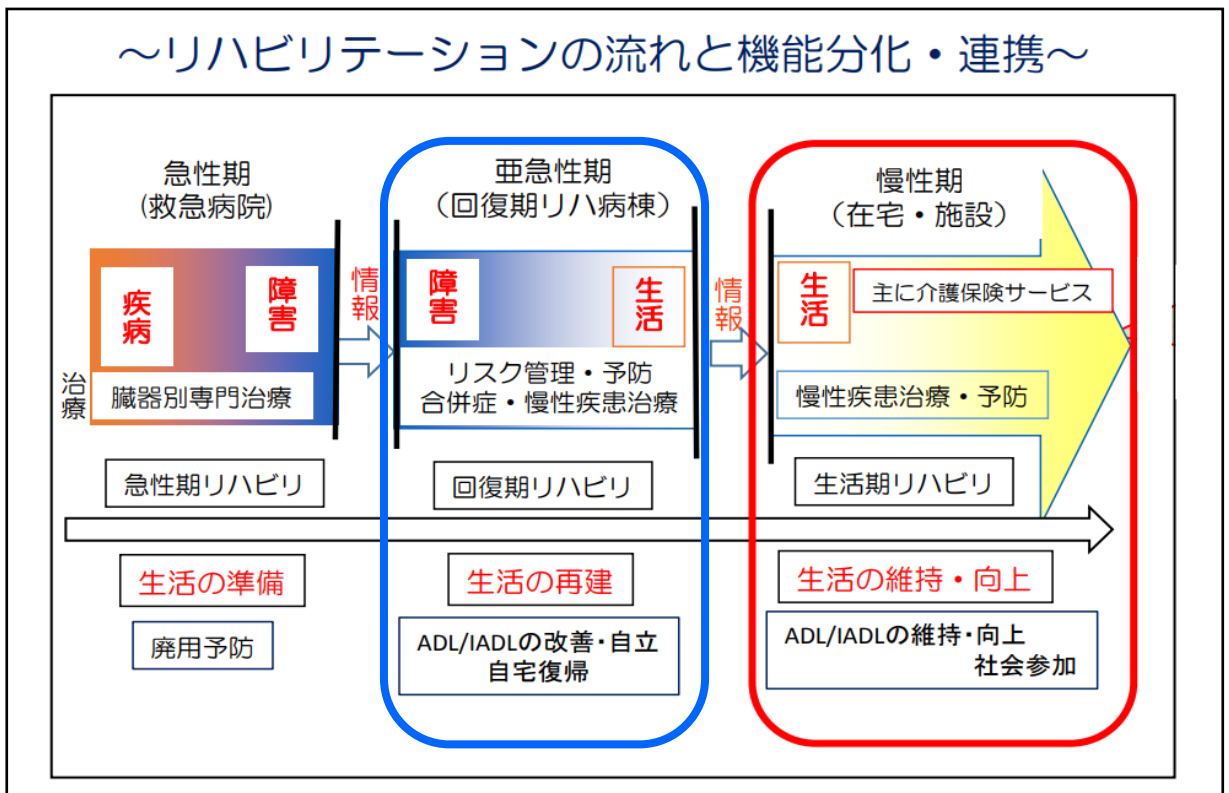 ～リハビリテーションの流れと機能分化・連携～
急性期
(救急病院)
疾病
障害
治療
臓器別専門治療
急性期リハビリ
生活の準備
廃用予防
情報
亜急性期
（回復期リハ病棟）
障害
生活
リスク管理・予防
合併症・慢性疾患治療
回復期リハビリ
生活の再建
ADL/IADLの改善・自立
自宅復帰
情報
慢性期
（在宅・施設）
生活
主に介護保険サービス
慢性疾患治療・予防
生活期リハビリ
生活の維持・向上
ADL/IADLの維持・向上
社会参加